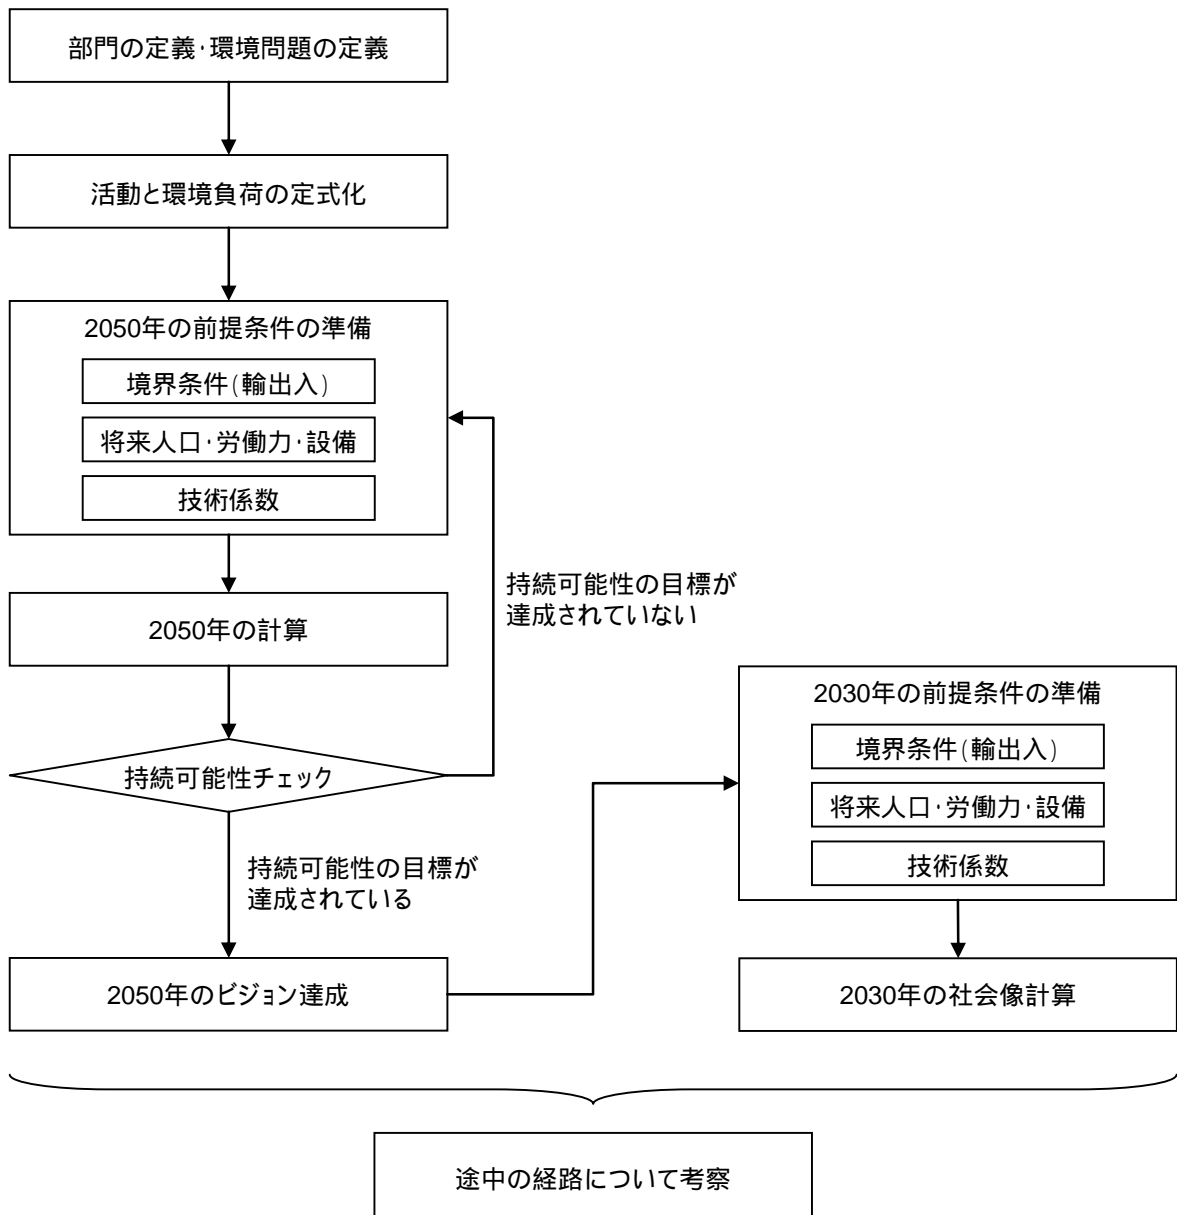 部門の定義･環境問題の定義
活動と環境負荷の定式化
2050年の前提条件の準備
境界条件(輸出入)
将来人口･労働力･設備
技術係数
2050年の計算
持続可能性の目標が
達成されていない
持続可能性チェック
持続可能性の目標が
達成されている
2050年のビジョン達成
2030年の前提条件の準備
境界条件(輸出入)
将来人口･労働力･設備
技術係数
2030年の社会像計算
途中の経路について考察